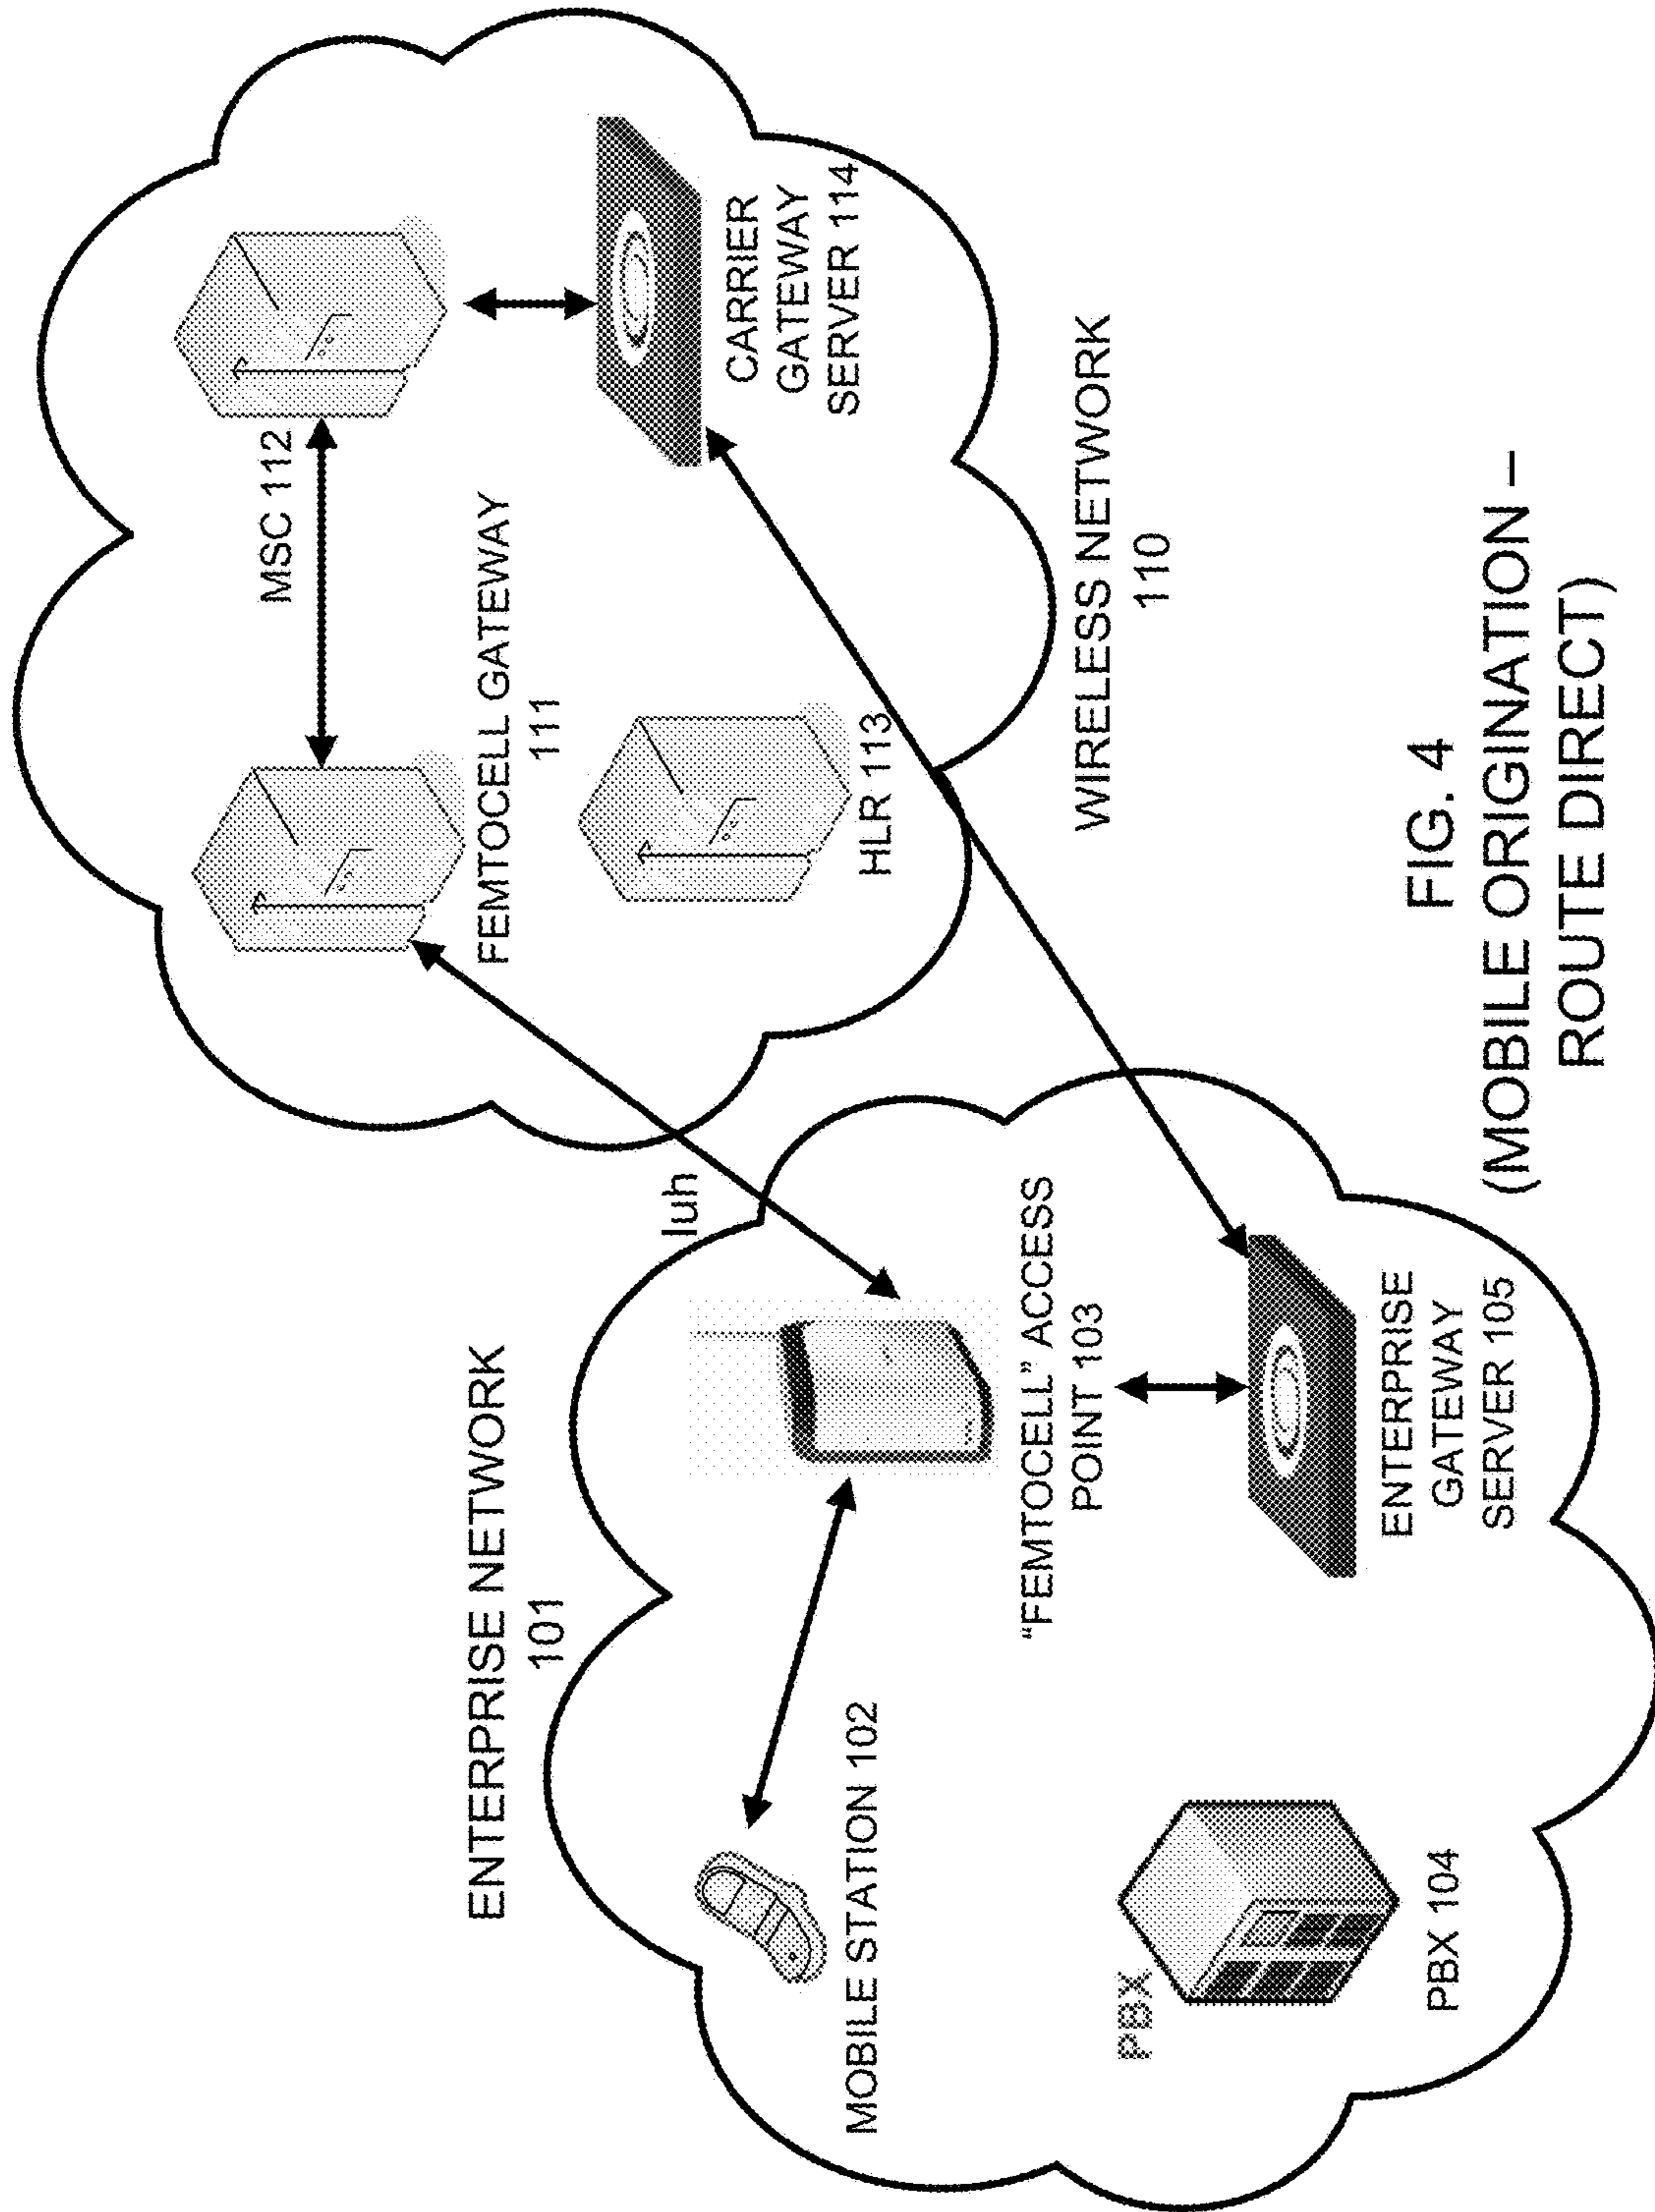 ENTERPRISE NETWORK
101
MOBILE STATION 102
"FEMTOCELL" ACCESS
POINT 103
PBX
PBX 104
ENTERPRISE
GATEWAY
SERVER 105
Iuh
MSC 112
FEMTOCELL GATEWAY
111
HLR 113
CARRIER
GATEWAY
SERVER 114
WIRELESS NETWORK
110
FIG. 4
(MOBILE ORIGINATION –
ROUTE DIRECT)